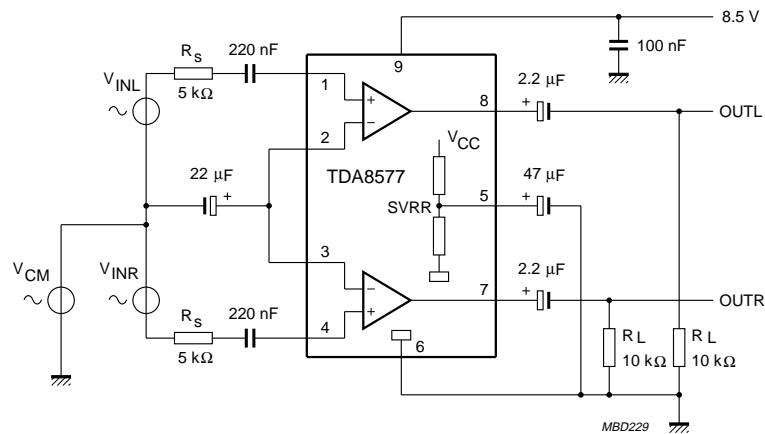 8.5 V
100 nF
R S
220 nF
5 kΩ
V INL
1
2
9
8
2.2 µF
+
OUTL
+
−
V CC
22 µF
+
TDA8577
5
47 µF
+
SVRR
V CM
V INR
3
4
−
+
7
2.2 µF
+
OUTR
R S
220 nF
5 kΩ
6
R L
10 kΩ
R L
10 kΩ
MBD229